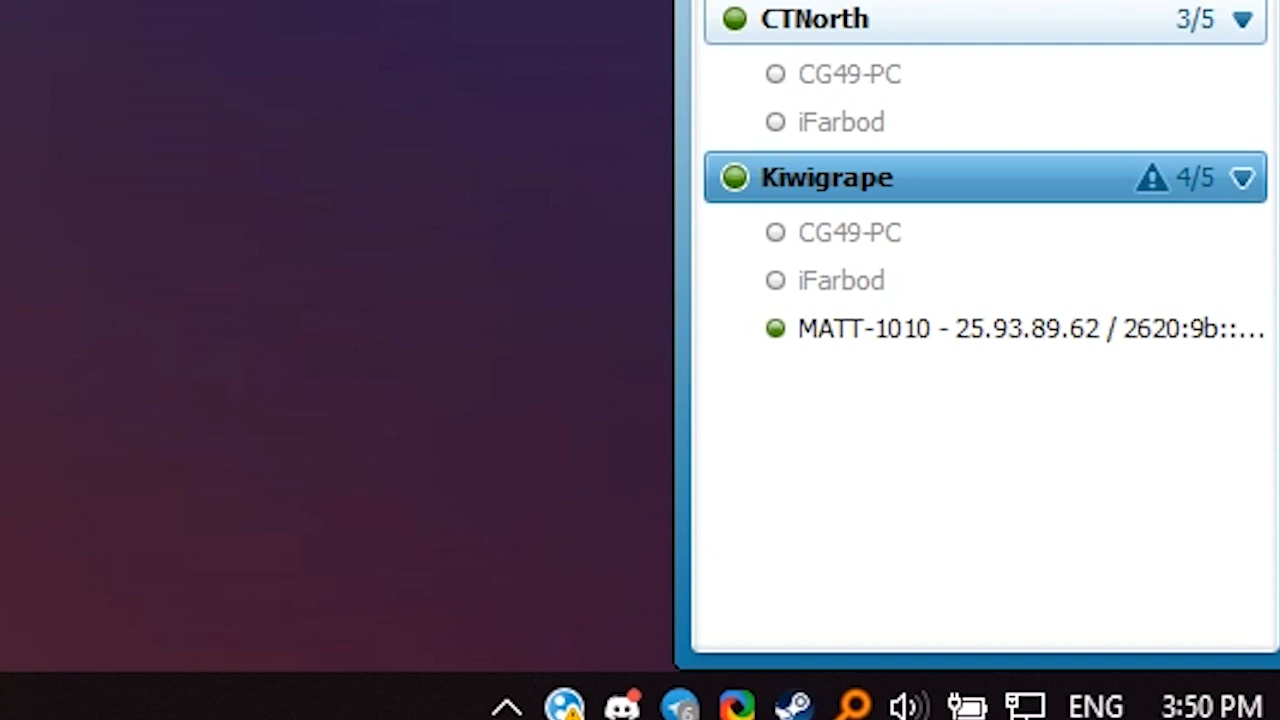 CTNorth 3/5
CG49-PC
iFarbod
Kiwigrape 4/5
CG49-PC
iFarbod
MATT-1010 - 25.93.89.62 / 2620:9b::...
6 ENG 3:50 PM